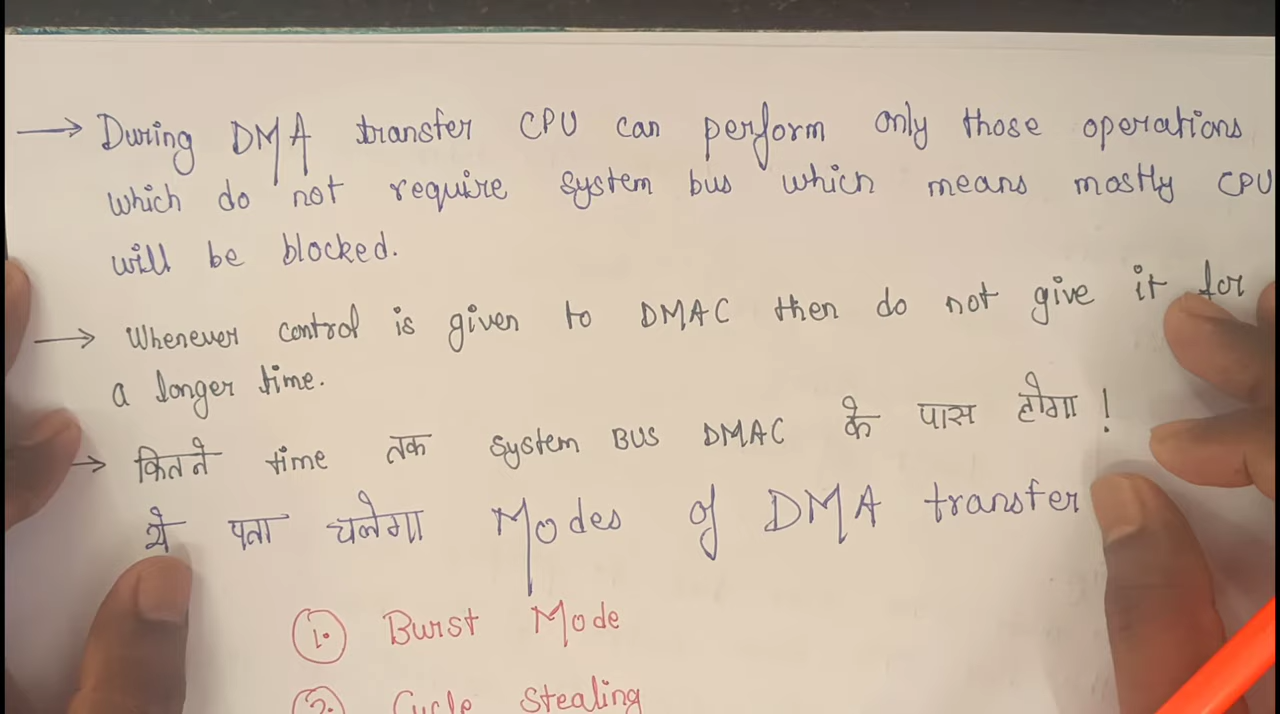 → During DMA transfer CPU can perform only those operations
which do not require system bus which means mostly CPU
will be blocked.
→ Whenever control is given to DMAC then do not give it for
a longer time.
→ कितने time तक system BUS DMAC के पास होगा !
ये पता चलेगा Modes of DMA transfer
1. Burst Mode
2. Cycle Stealing